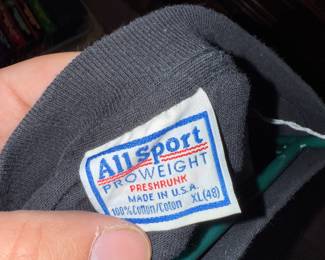 All Sport
PROWEIGHT
PRESHRUNK
MADE IN U.S.A.
100% Cotton/Coton XL(48)